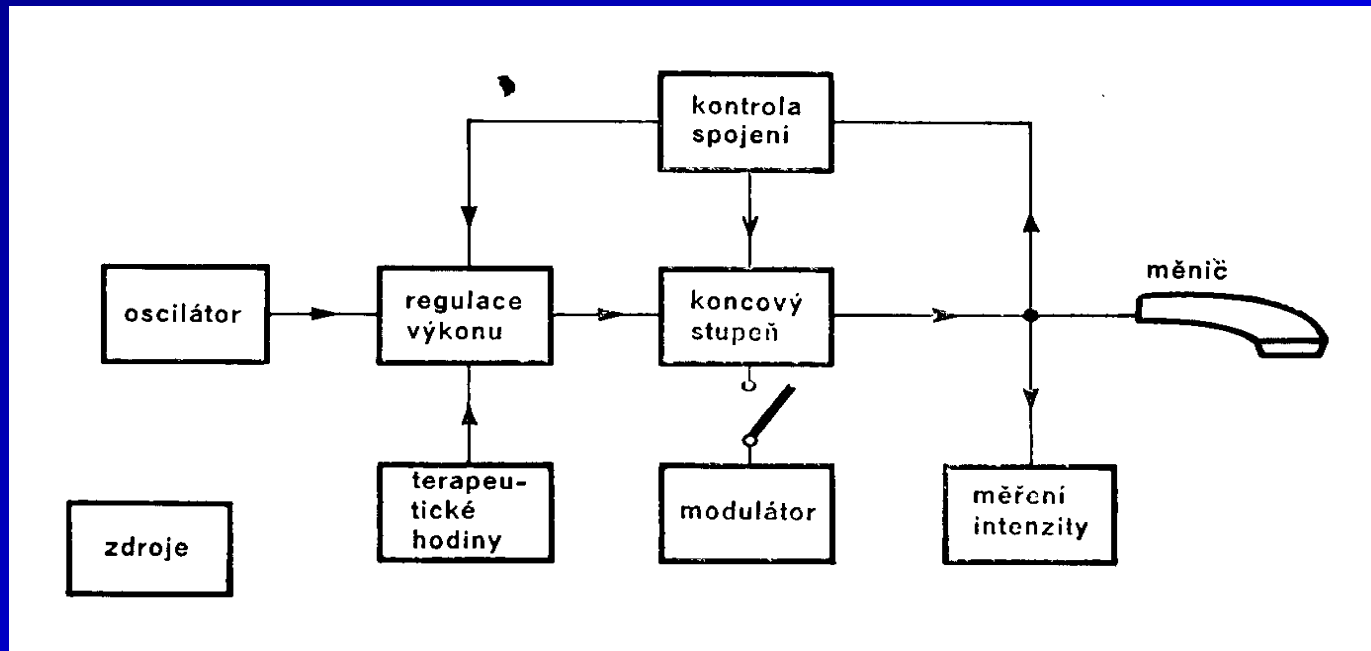 kontrola
spojení
měnič
oscilátor
regulace
výkonu
koncový
stupeň
terapeu-
tické
hodiny
modulátor
měření
intenzity
zdroje